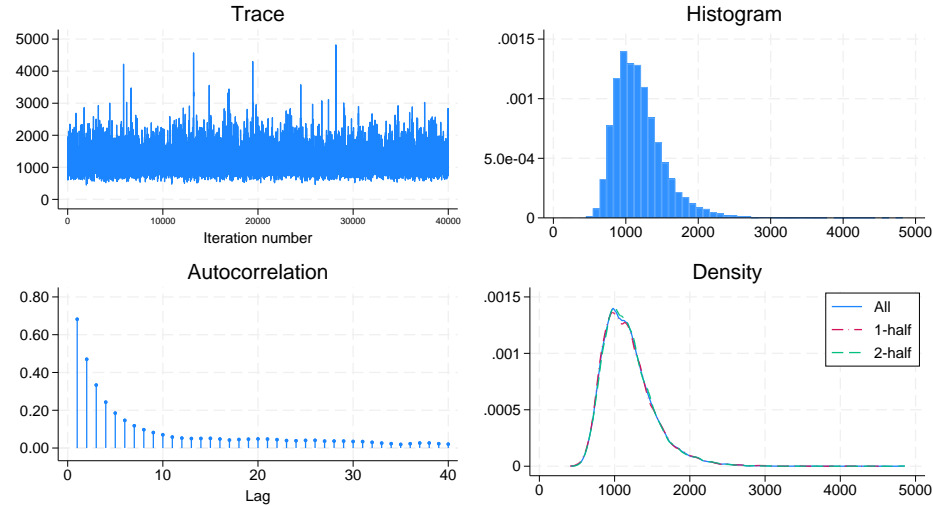 Trace
5000
4000
3000
2000
1000
0
0 10000 20000 30000 40000
Iteration number
Histogram
.0015
.001
5.0e-04
0
0 1000 2000 3000 4000 5000
Autocorrelation
0.80
0.60
0.40
0.20
0.00
0 10 20 30 40
Lag
Density
.0015
.001
.0005
0
0 1000 2000 3000 4000 5000
All
1-half
2-half